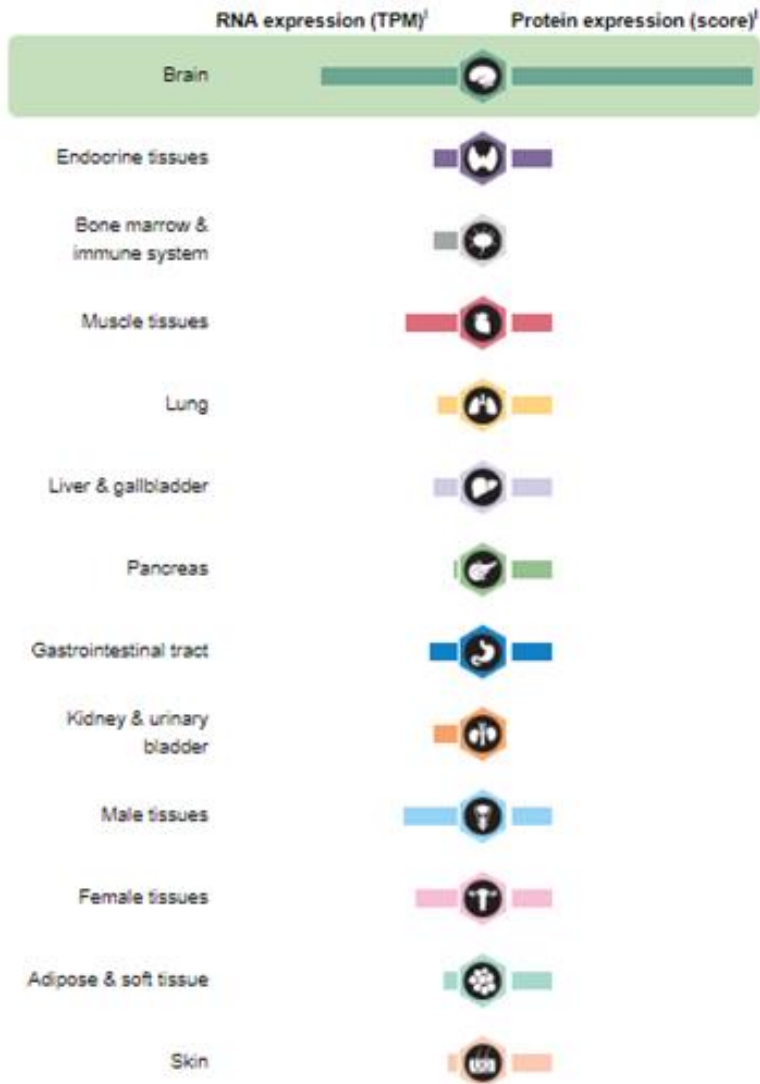 RNA expression (TPM)ⁱ Protein expression (score)ⁱ
Brain
Endocrine tissues
Bone marrow &
immune system
Muscle tissues
Lung
Liver & gallbladder
Pancreas
Gastrointestinal tract
Kidney & urinary
bladder
Male tissues
Female tissues
Adipose & soft tissue
Skin